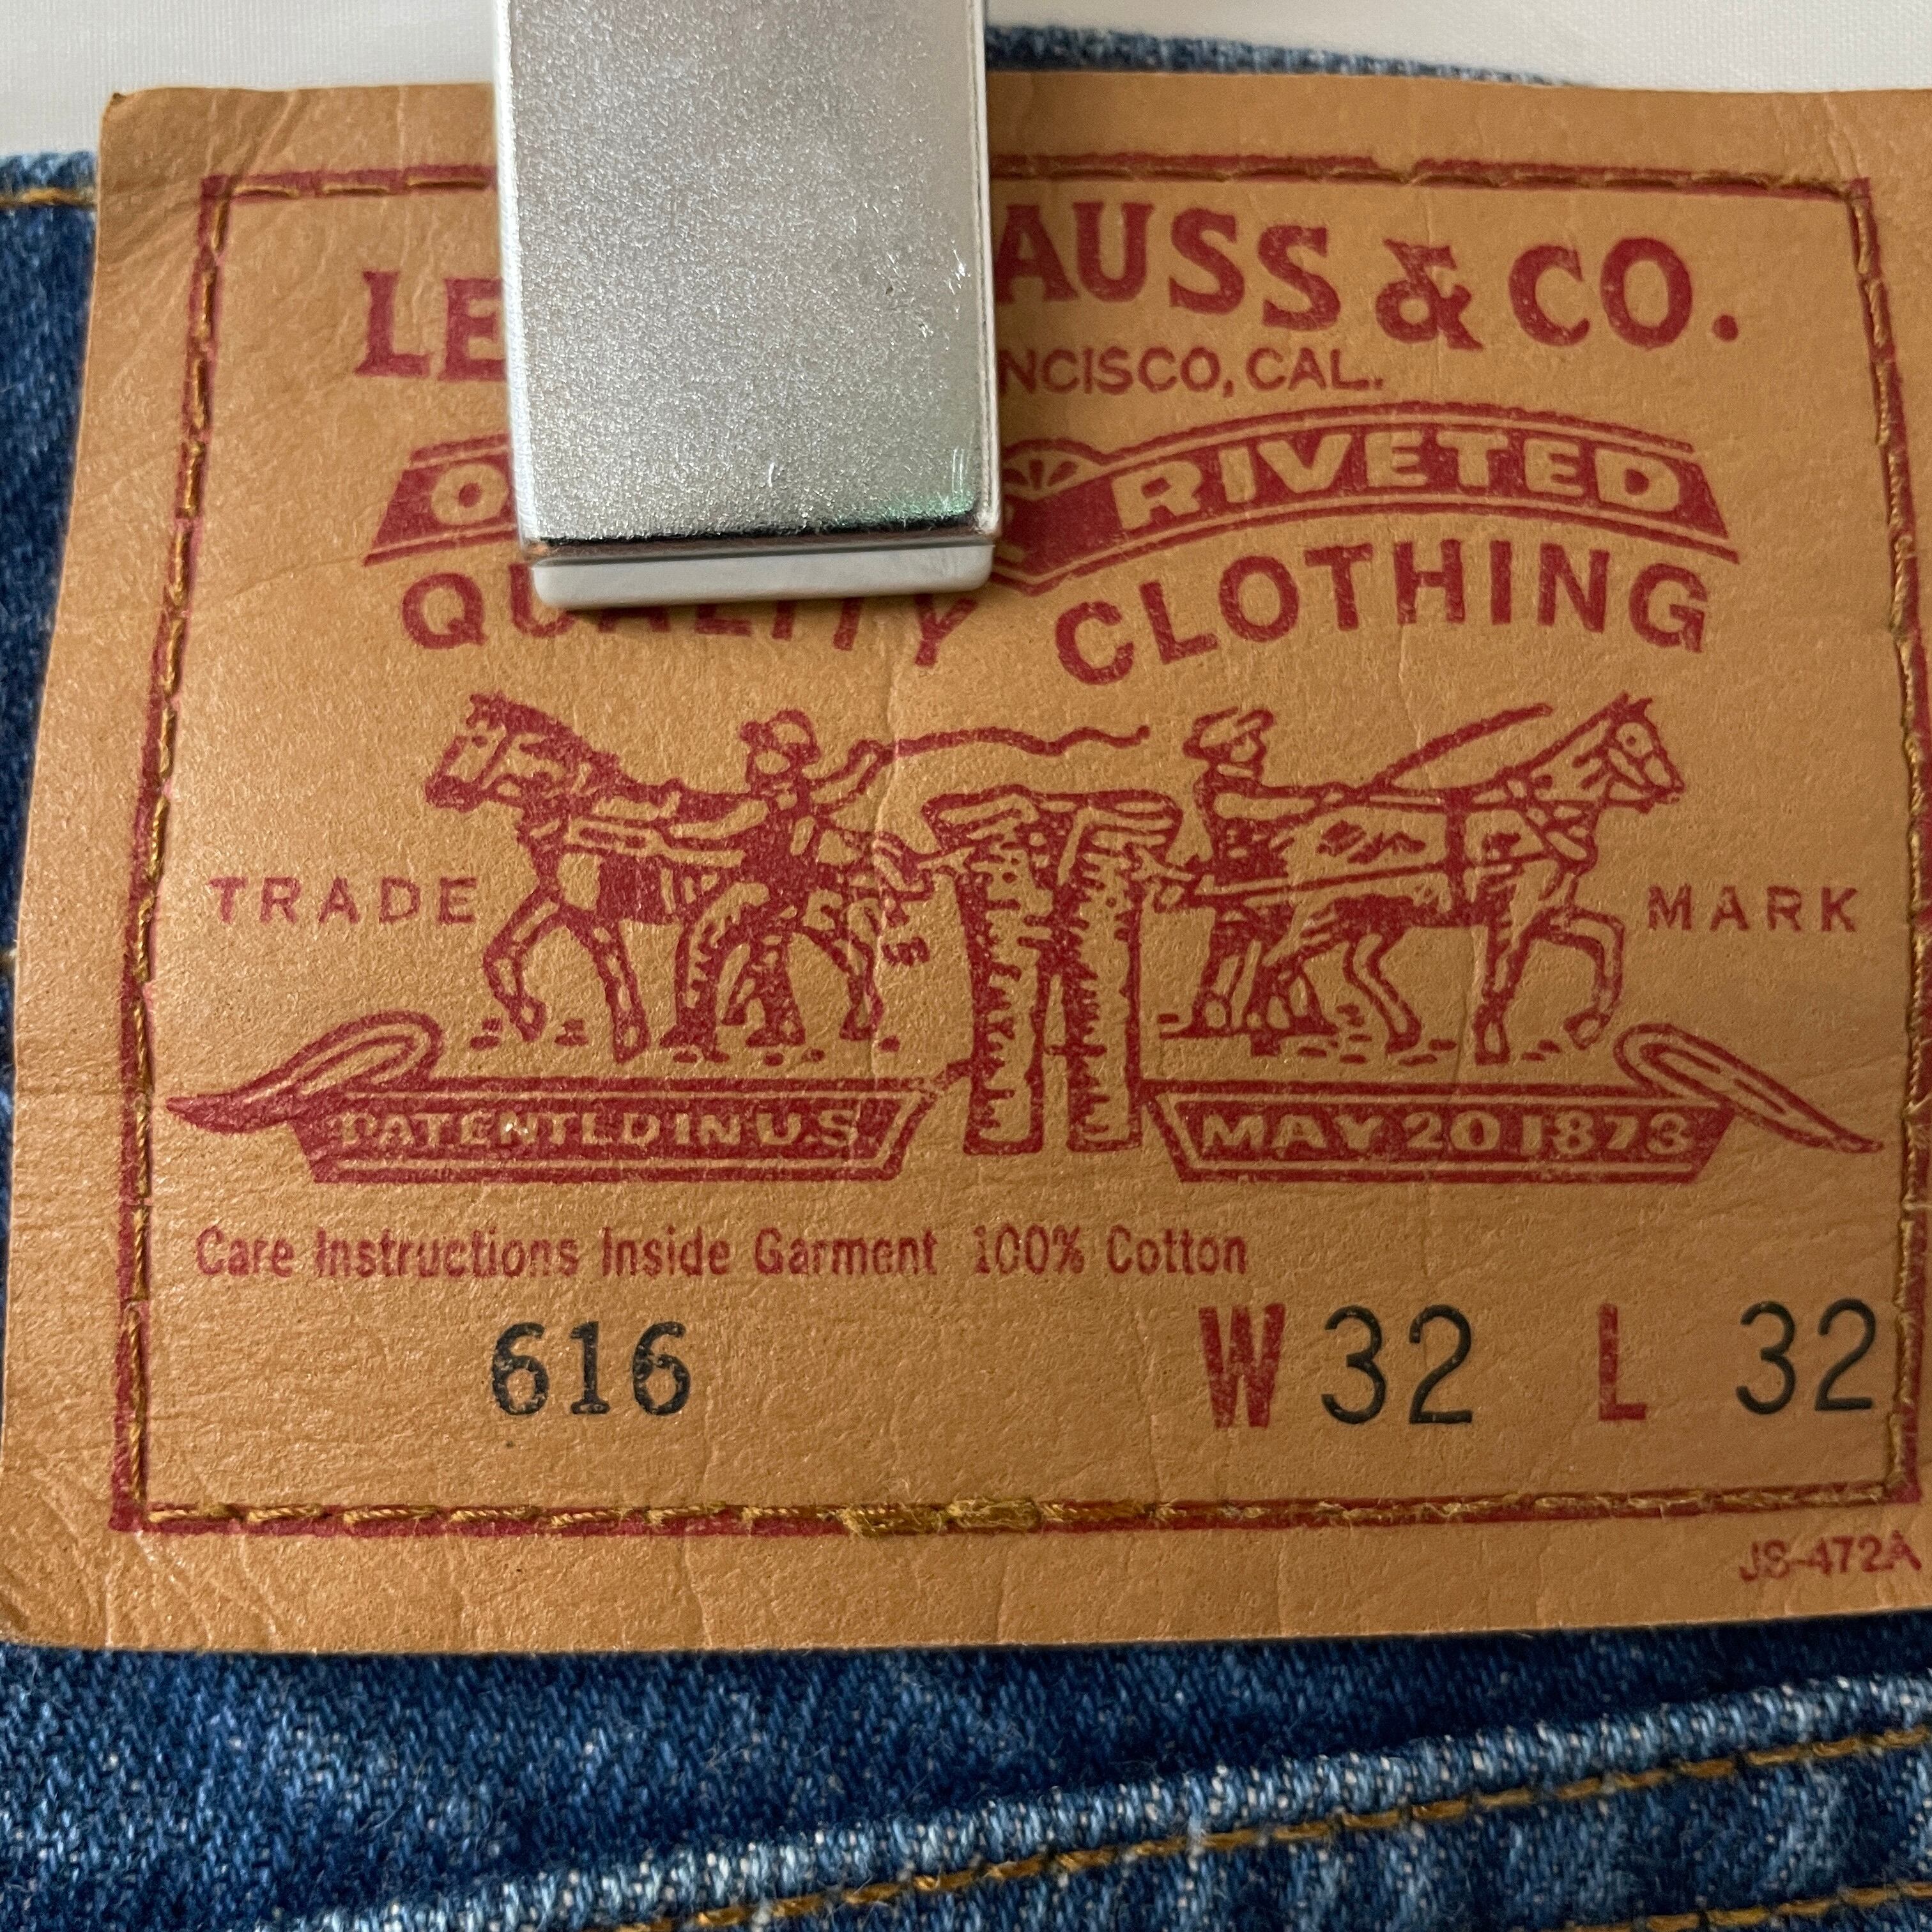 LE AUSS & CO.
NCISCO, CAL.
O RIVETED
QUALITY CLOTHING
TRADE MARK
PATENTED IN U.S. MAY 20 1873
Care Instructions Inside Garment 100% Cotton
616 W 32 L 32
JS-472A